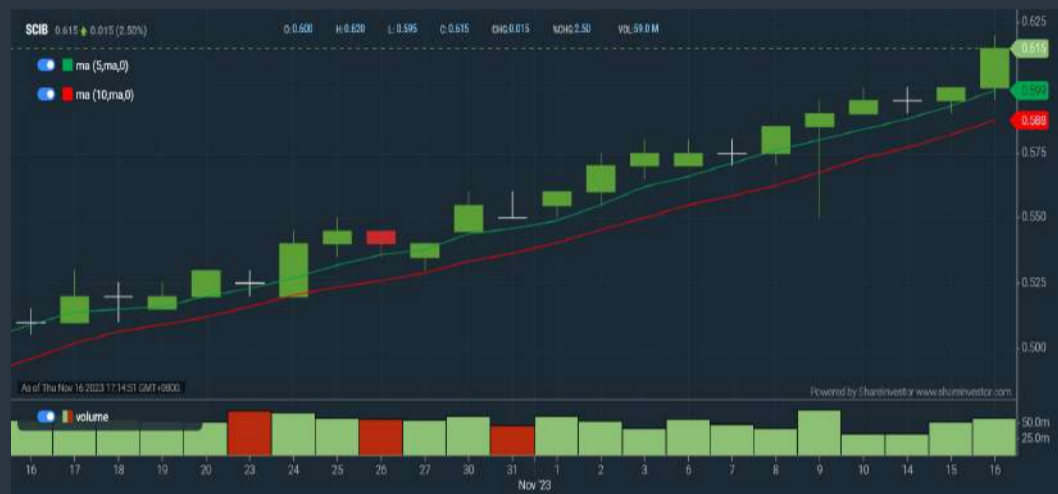 SCIB 0.615 0.015 (2.50%) O:0.600 H:0.620 L: 0.595 C:0.615 CHG:0.015 %CHG:2.50 VOL:59.0 M
ma (5,ma,0)
ma (10,ma,0)
0.625
0.615
0.599
0.588
0.575
0.550
0.525
0.500
As of Thu Nov 16 2023 17:14:51 GMT+0800
Powered by ShareInvestor www.shareinvestor.com
volume
50.0m
25.0m
16 17 18 19 20 23 24 25 26 27 30 31 1 2 3 6 7 8 9 10 14 15 16
Nov '23